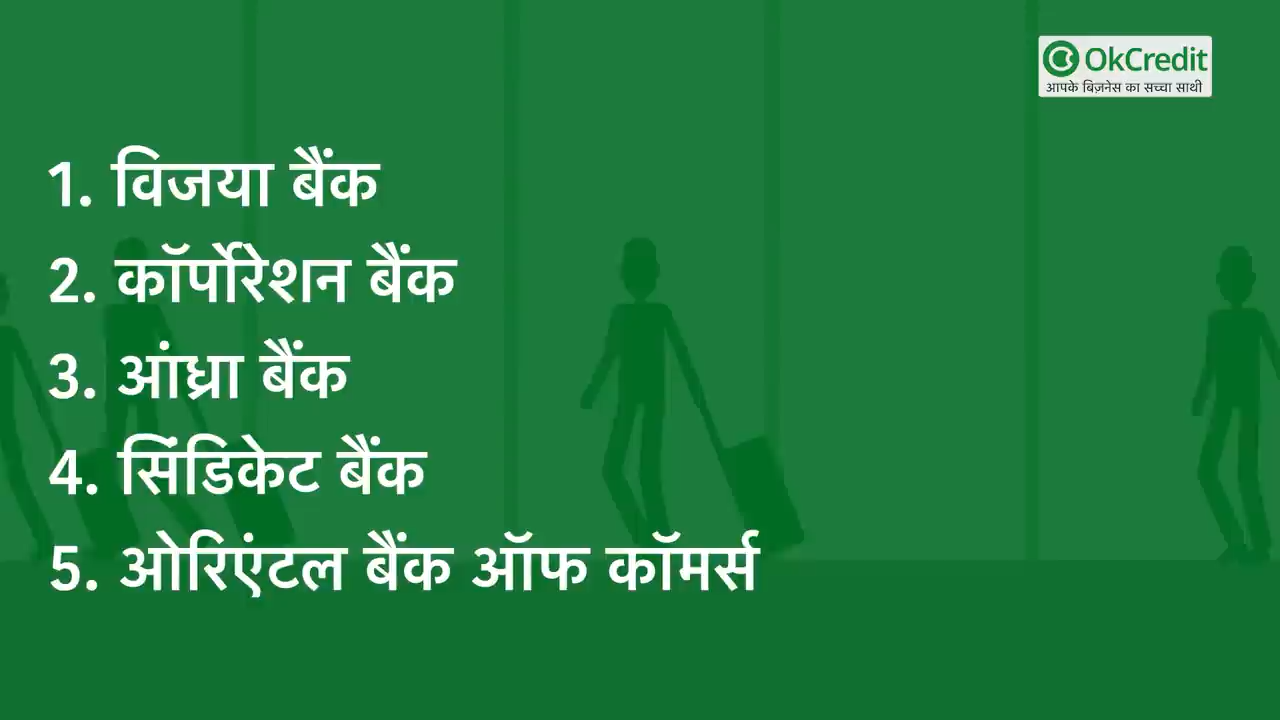 OkCredit
आपके बिज़नेस का सच्चा साथी
1. विजया बैंक
2. कॉर्पोरेशन बैंक
3. आंध्रा बैंक
4. सिंडिकेट बैंक
5. ओरिएंटल बैंक ऑफ कॉमर्स